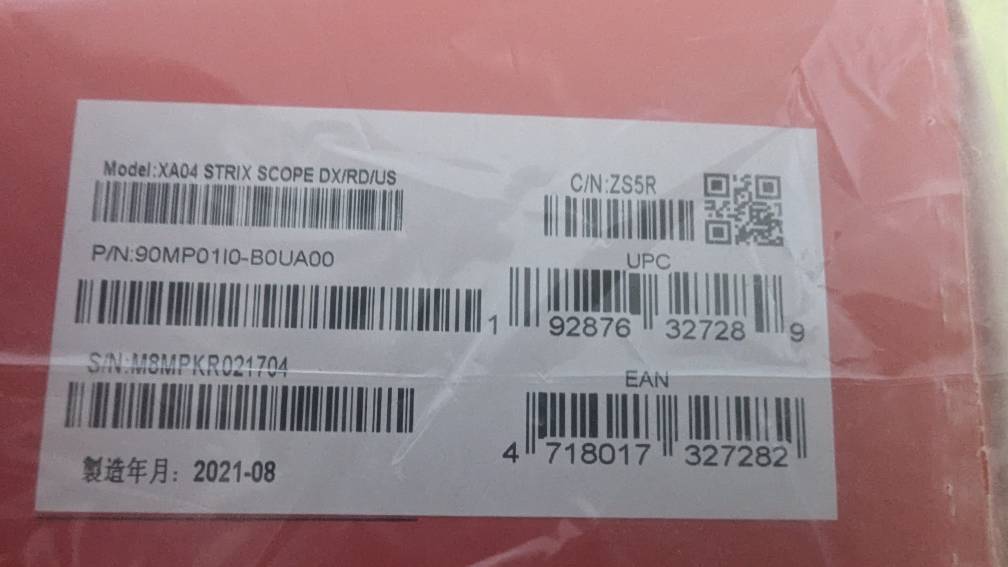 Model:XA04 STRIX SCOPE DX/RD/US
P/N:90MP01I0-B0UA00
S/N:M8MPKR021704
製造年月：2021-08
C/N:ZS5R
UPC
1 92876 32728 9
EAN
4 718017 327282